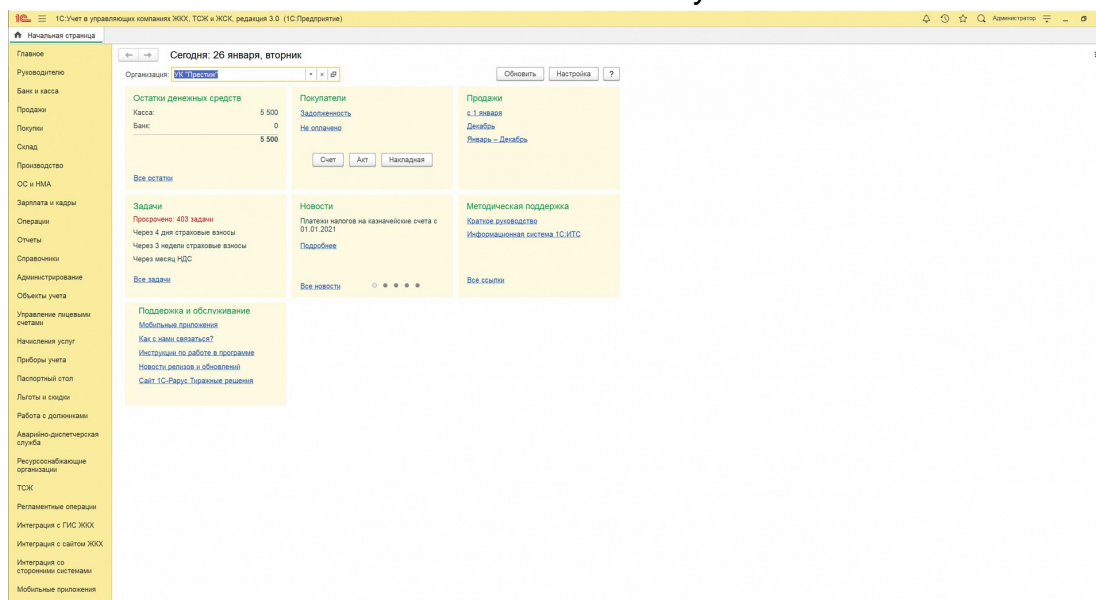 1С:Учет в управляющих компаниях ЖКХ, ТСЖ и ЖСК, редакция 3.0 (1С:Предприятие)
Администратор
Начальная страница
Главное
Руководителю
Банк и касса
Продажи
Покупки
Склад
Производство
ОС и НМА
Зарплата и кадры
Операции
Отчеты
Справочники
Администрирование
Объекты учета
Управление лицевыми
счетами
Начисления услуг
Приборы учета
Паспортный стол
Льготы и скидки
Работа с должниками
Аварийно-диспетчерская
служба
Ресурсоснабжающие
организации
ТСЖ
Регламентные операции
Интеграция с ГИС ЖКХ
Интеграция с сайтом ЖКХ
Интеграция со
сторонними системами
Мобильные приложения
Сегодня: 26 января, вторник
Организация: УК "Престиж"
Обновить Настройка ?
Остатки денежных средств
Касса: 5 500
Банк: 0
5 500
Все остатки
Покупатели
Задолженность
Не оплачено
Счет Акт Накладная
Продажи
с 1 января
Декабрь
Январь – Декабрь
Задачи
Просрочено: 403 задачи
Через 4 дня страховые взносы
Через 3 недели страховые взносы
Через месяц НДС
Все задачи
Новости
Платежи налогов на казначейские счета с
01.01.2021
Подробнее
Все новости
Методическая поддержка
Краткое руководство
Информационная система 1С:ИТС
Все ссылки
Поддержка и обслуживание
Мобильные приложения
Как с нами связаться?
Инструкции по работе в программе
Новости релизов и обновлений
Сайт 1С-Рарус Тиражные решения